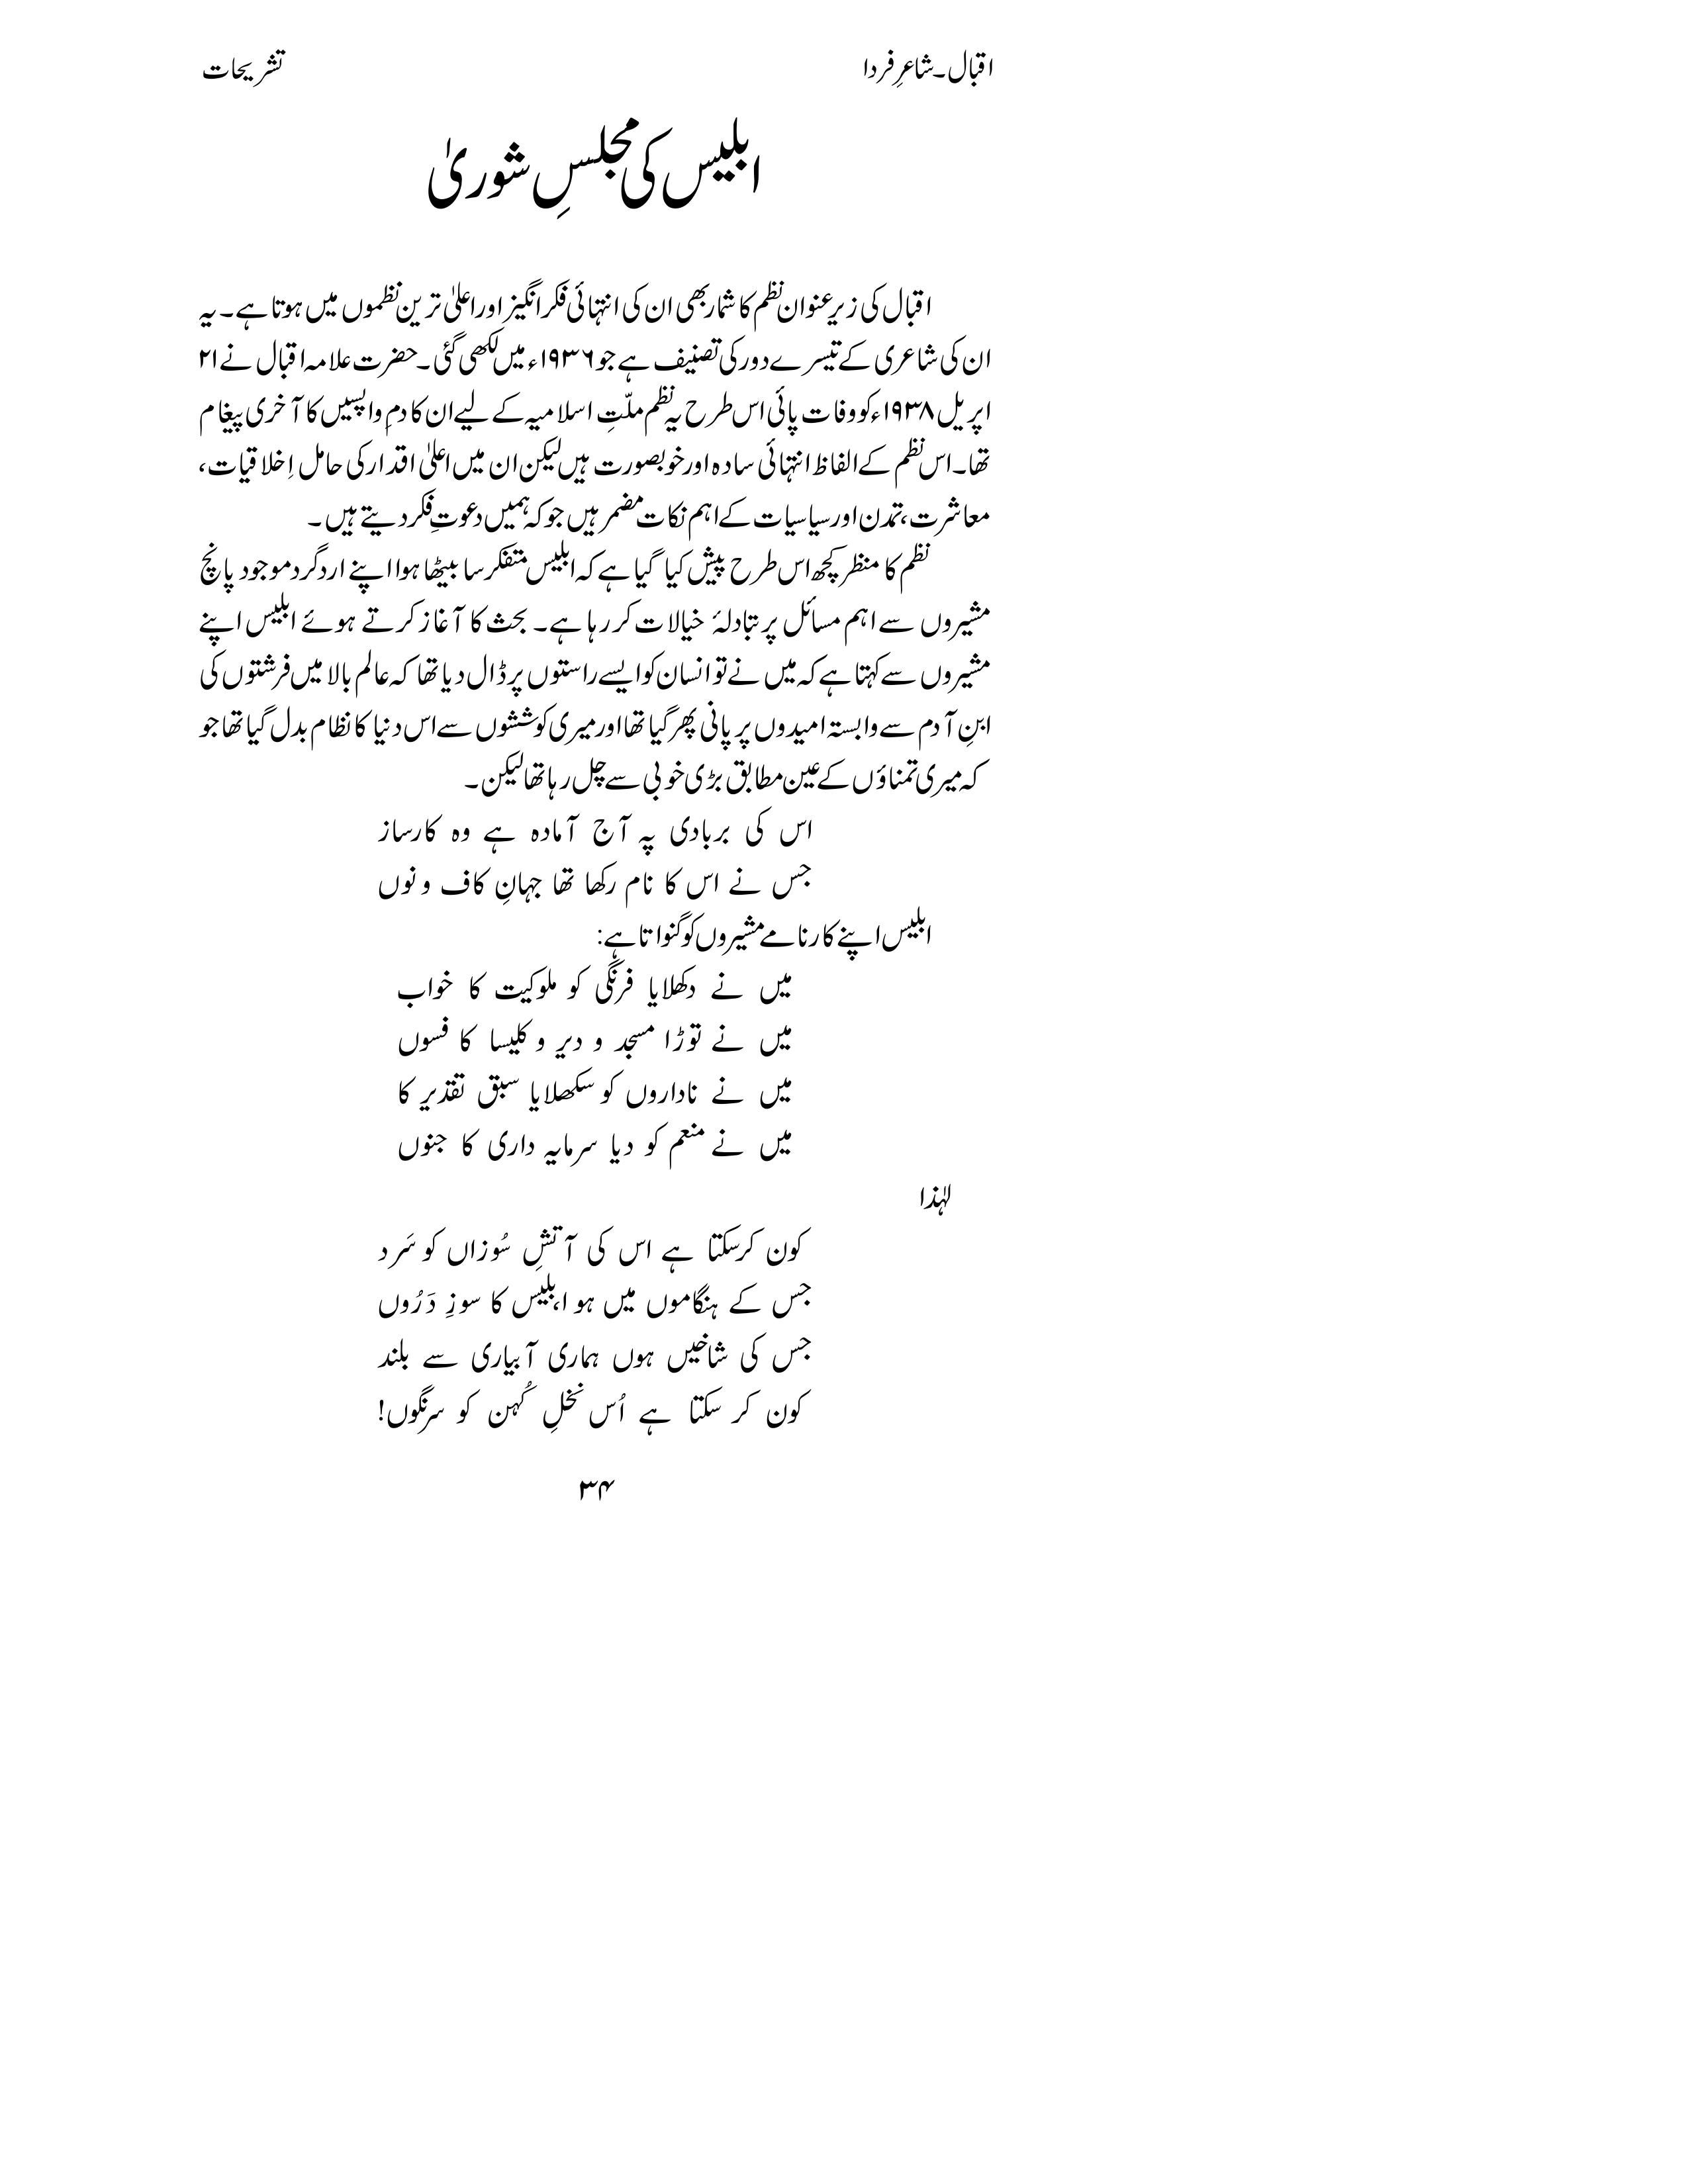 اقبال۔شاعرِ فردا
تشریحات
ابلیس کی مجلسِ شوریٰ
اقبال کی زیرِ عنوان نظم کا شمار بھی ان کی انتہائی فکر انگیز اور اعلیٰ ترین نظموں میں ہوتا ہے۔ یہ
ان کی شاعری کے تیسرے دور کی تصنیف ہے جو ۱۹۳۶ء میں لکھی گئی۔ حضرت علامہ اقبال نے ۲۱
اپریل ۱۹۳۸ء کو وفات پائی اس طرح یہ نظم ملّتِ اسلامیہ کے لیے ان کا دمِ واپسیں کا آخری پیغام
تھا۔ اس نظم کے الفاظ انتہائی سادہ اور خوبصورت ہیں لیکن ان میں اعلیٰ اقدار کی حامل اِخلاقیات،
معاشرت، تمدن اور سیاسیات کے اہم نکات مضمر ہیں جو کہ ہمیں دعوتِ فکر دیتے ہیں۔
نظم کا منظر کچھ اس طرح پیش کیا گیا ہے کہ ابلیس متفکر سا بیٹھا ہوا اپنے اردگرد موجود پانچ
مشیروں سے اہم مسائل پر تبادلۂ خیالات کر رہا ہے۔ بحث کا آغاز کرتے ہوئے ابلیس اپنے
مشیروں سے کہتا ہے کہ میں نے تو انسان کو ایسے راستوں پر ڈال دیا تھا کہ عالم بالا میں فرشتوں کی
ابنِ آدم سے وابستہ امیدوں پر پانی پھر گیا تھا اور میری کوششوں سے اس دنیا کا نظام بدل گیا تھا جو
کہ میری تمناؤں کے عین مطابق بڑی خوبی سے چل رہا تھا لیکن۔
اس کی بربادی پہ آج آمادہ ہے وہ کارساز
جس نے اس کا نام رکھا تھا جہانِ کاف و نوں
ابلیس اپنے کارنامے مشیروں کو گنواتا ہے:
میں نے دکھلایا فرنگی کو ملوکیت کا خواب
میں نے توڑا مسجد و دیر و کلیسا کا فسوں
میں نے ناداروں کو سکھلایا سبق تقدیر کا
میں نے منعم کو دیا سرمایہ داری کا جنوں
لہٰذا
کون کرسکتا ہے اس کی آتشِ سُوزاں کو سَرد
جس کے ہنگاموں میں ہو ابلیس کا سوزِ دَرُوں
جس کی شاخیں ہوں ہماری آبیاری سے بلند
کون کر سکتا ہے اُس نخلِ کُہن کو سرنگوں!
۳۴